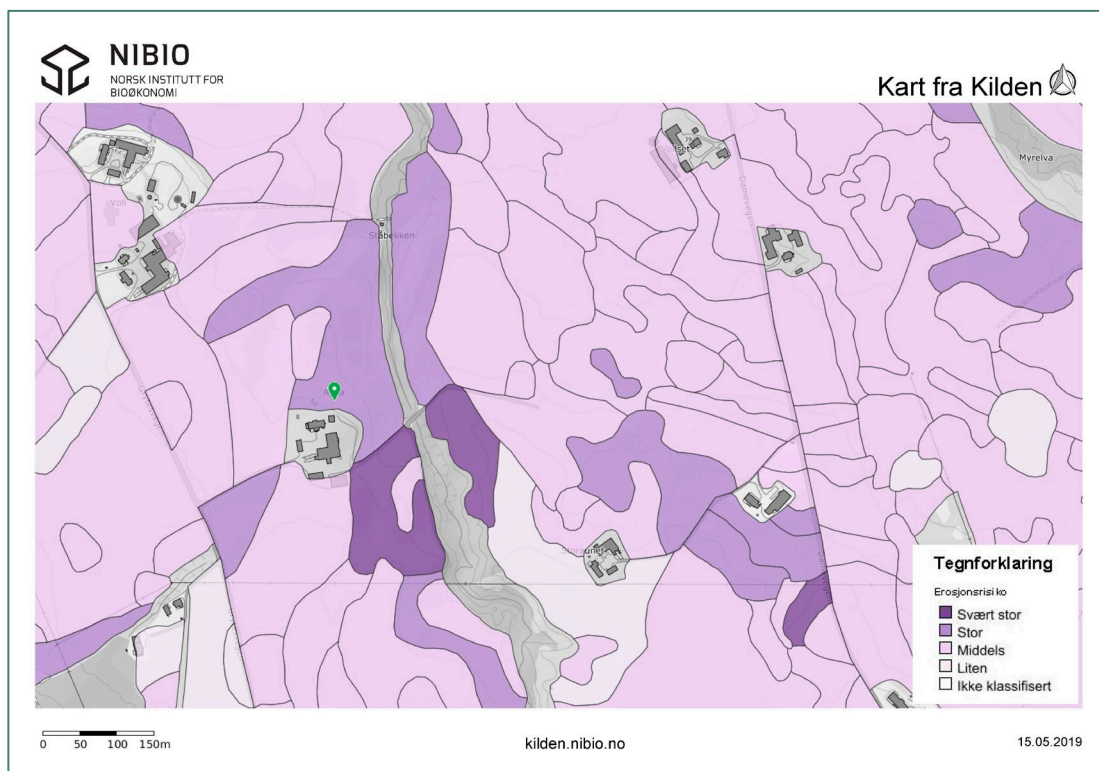 NIBIO
NORSK INSTITUTT FOR
BIOØKONOMI
Kart fra Kilden
Myrelva
Voll
Ståbekken
Tegnforklaring
Erosjonsrisiko
Svært stor
Stor
Middels
Liten
Ikke klassifisert
0 50 100 150m
kilden.nibio.no
15.05.2019